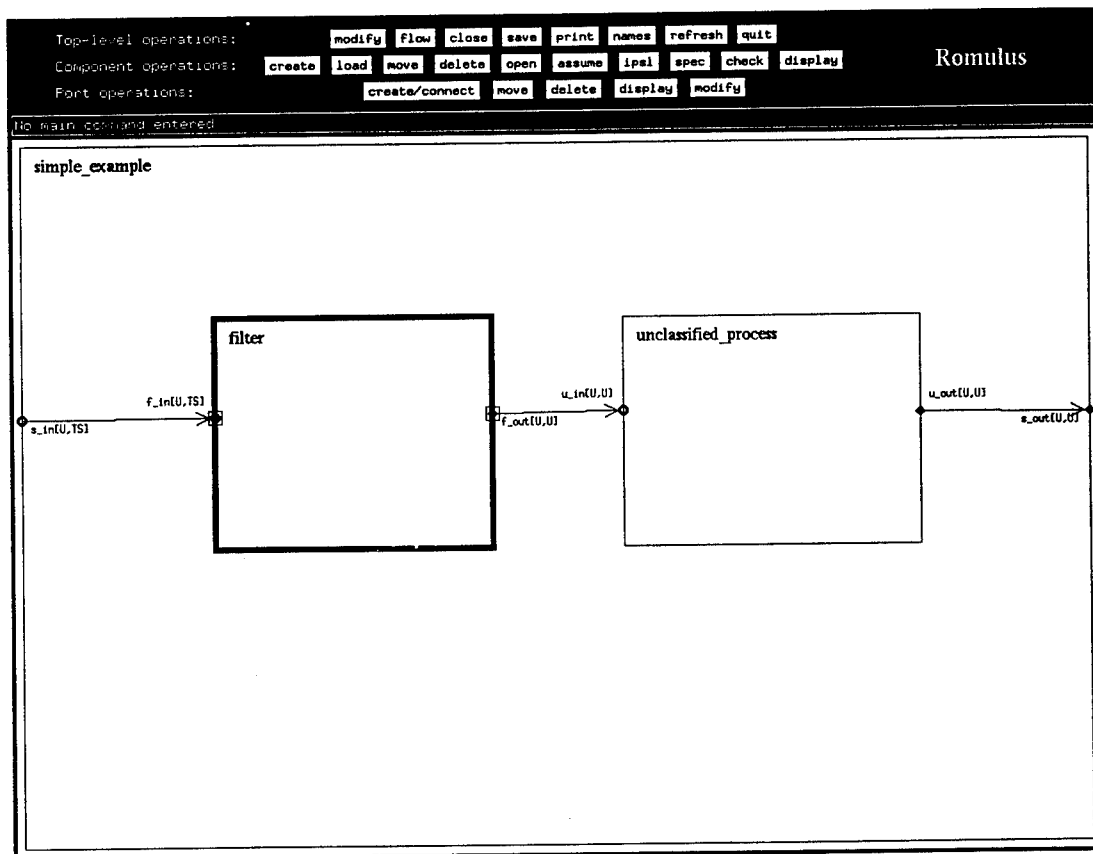 Top-level operations: modify flow close save print names refresh quit
Component operations: create load move delete open assume ipsl spec check display
Romulus
Port operations: create/connect move delete display modify
No main command entered
simple_example
filter
unclassified_process
f_in[U,TS]
s_in[U,TS]
u_in[U,U]
f_out[U,U]
u_out[U,U]
s_out[U,U]